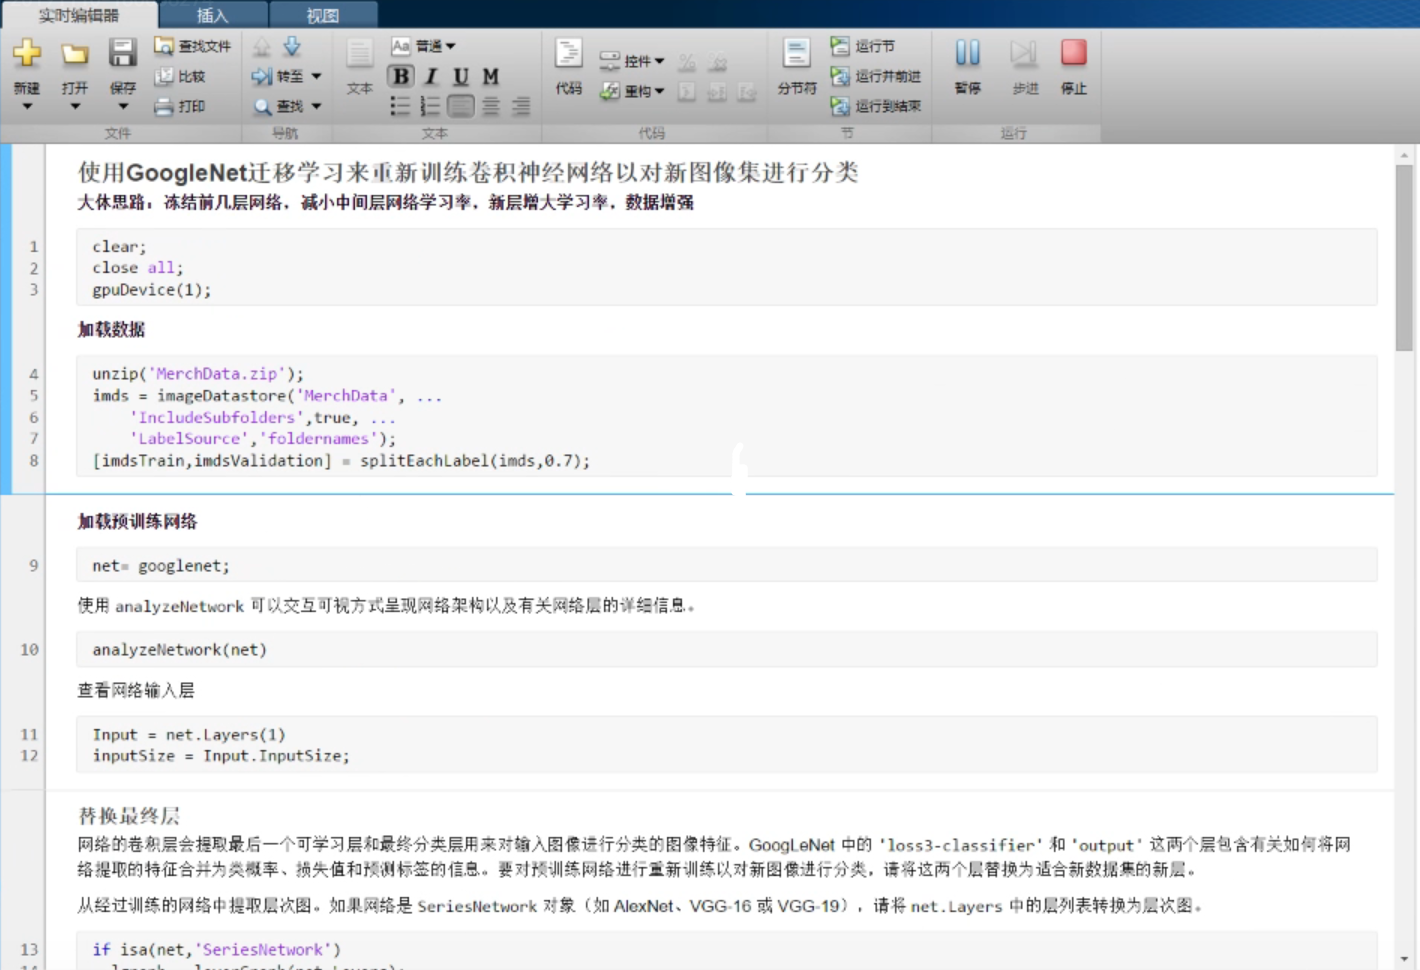 实时编辑器 插入 视图
新建 打开 保存 查找文件 比较 打印
转至 查找
文本 Aa 普通 B I U M
代码 控件 重构
分节符 运行节 运行并前进 运行到结束
暂停 步进 停止
文件 导航 文本 代码 节 运行
使用GoogleNet迁移学习来重新训练卷积神经网络以对新图像集进行分类
大体思路：冻结前几层网络，减小中间层网络学习率，新层增大学习率，数据增强
1 clear;
2 close all;
3 gpuDevice(1);
加载数据
4 unzip('MerchData.zip');
5 imds = imageDatastore('MerchData', ...
6 'IncludeSubfolders',true, ...
7 'LabelSource','foldernames');
8 [imdsTrain,imdsValidation] = splitEachLabel(imds,0.7);
加载预训练网络
9 net= googlenet;
使用 analyzeNetwork 可以交互可视方式呈现网络架构以及有关网络层的详细信息。
10 analyzeNetwork(net)
查看网络输入层
11 Input = net.Layers(1)
12 inputSize = Input.InputSize;
替换最终层
网络的卷积层会提取最后一个可学习层和最终分类层用来对输入图像进行分类的图像特征。GoogLeNet 中的 'loss3-classifier' 和 'output' 这两个层包含有关如何将网
络提取的特征合并为类概率、损失值和预测标签的信息。要对预训练网络进行重新训练以对新图像进行分类，请将这两个层替换为适合新数据集的新层。
从经过训练的网络中提取层次图。如果网络是 SeriesNetwork 对象（如 AlexNet、VGG-16 或 VGG-19），请将 net.Layers 中的层列表转换为层次图。
13 if isa(net,'SeriesNetwork')